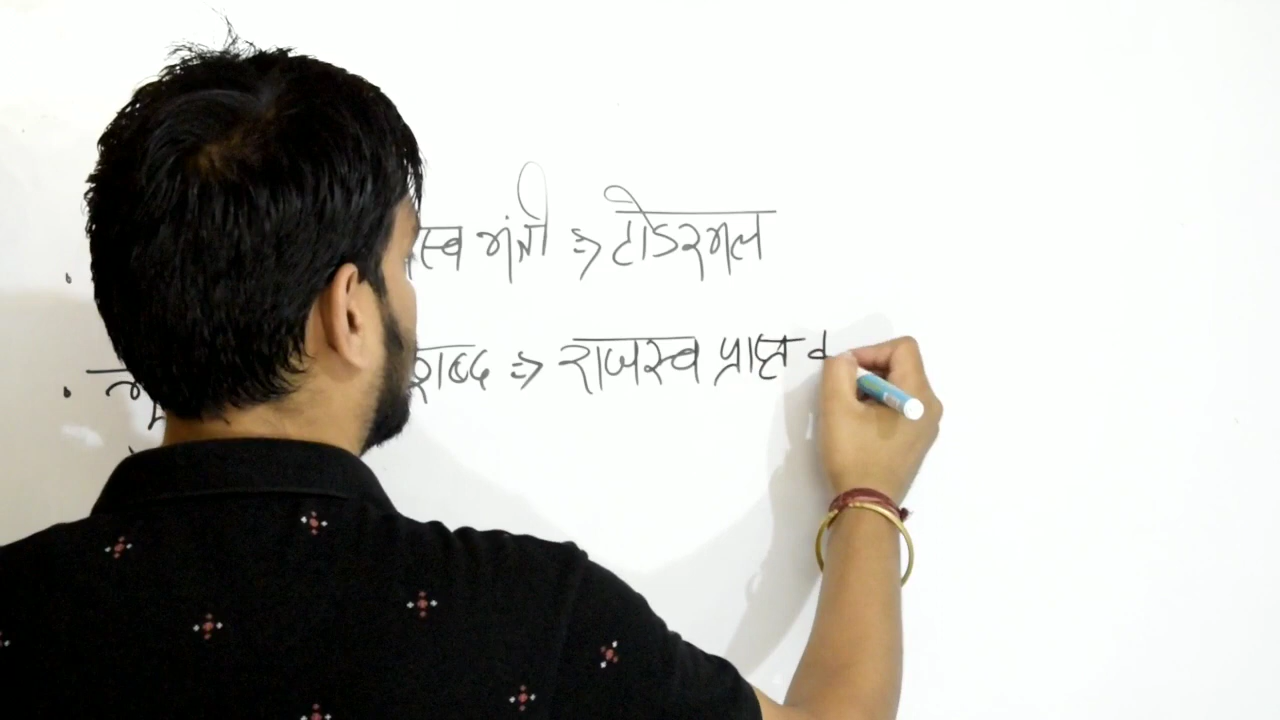 स्व मंत्री => टोडरमल
शब्द => राजस्व प्राप्त